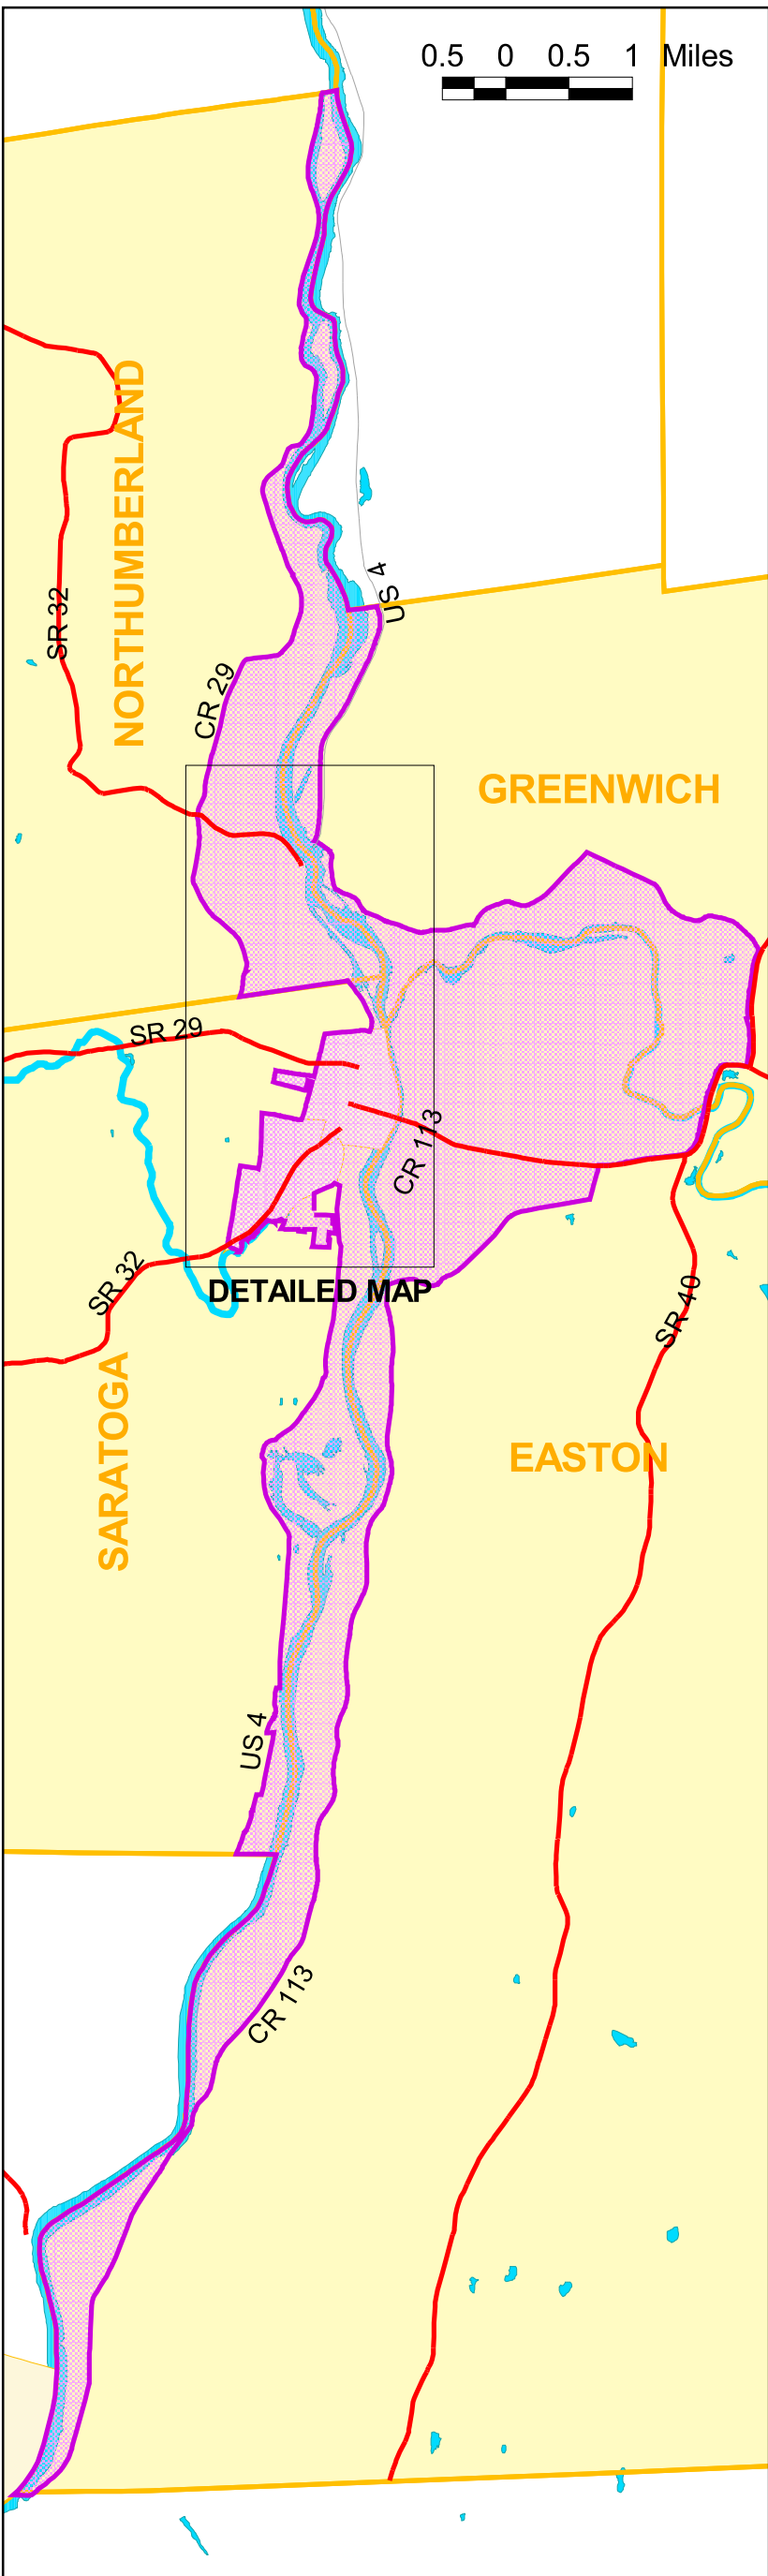 0.5 0 0.5 1 Miles
NORTHUMBERLAND
US 4
SR 32
CR 29
GREENWICH
SR 29
CR 113
SR 32
DETAILED MAP
SR 40
SARATOGA
EASTON
US 4
CR 113